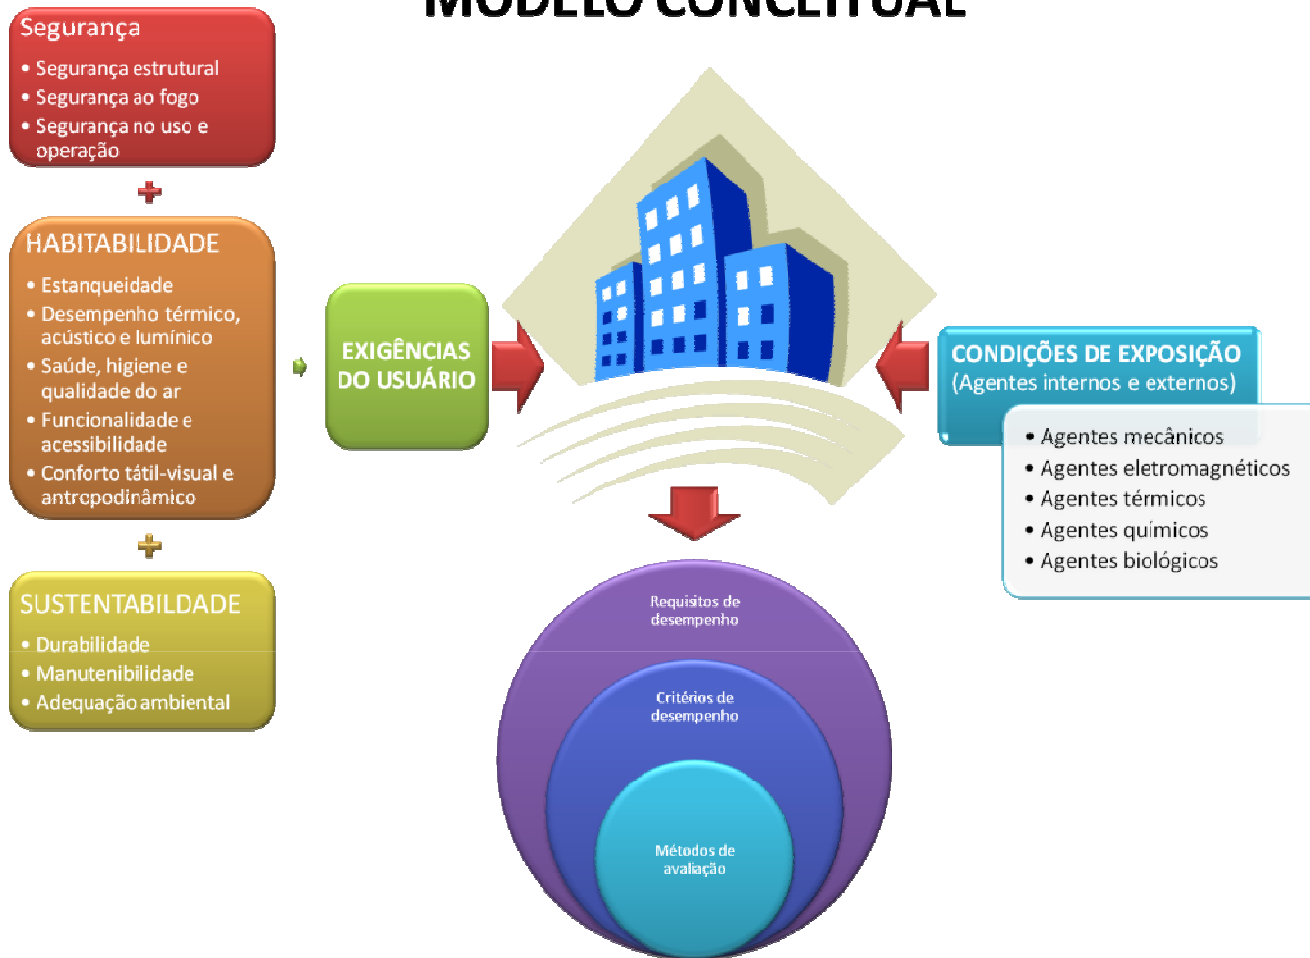 MODELO CONCEITUAL
Segurança
• Segurança estrutural
• Segurança ao fogo
• Segurança no uso e
operação
HABITABILIDADE
• Estanqueidade
• Desempenho térmico,
acústico e lumínico
• Saúde, higiene e
qualidade do ar
• Funcionalidade e
acessibilidade
• Conforto tátil-visual e
antropodinâmico
SUSTENTABILDADE
• Durabilidade
• Manutenibilidade
• Adequação ambiental
EXIGÊNCIAS
DO USUÁRIO
CONDIÇÕES DE EXPOSIÇÃO
(Agentes internos e externos)
• Agentes mecânicos
• Agentes eletromagnéticos
• Agentes térmicos
• Agentes químicos
• Agentes biológicos
Requisitos de
desempenho
Critérios de
desempenho
Métodos de
avaliação